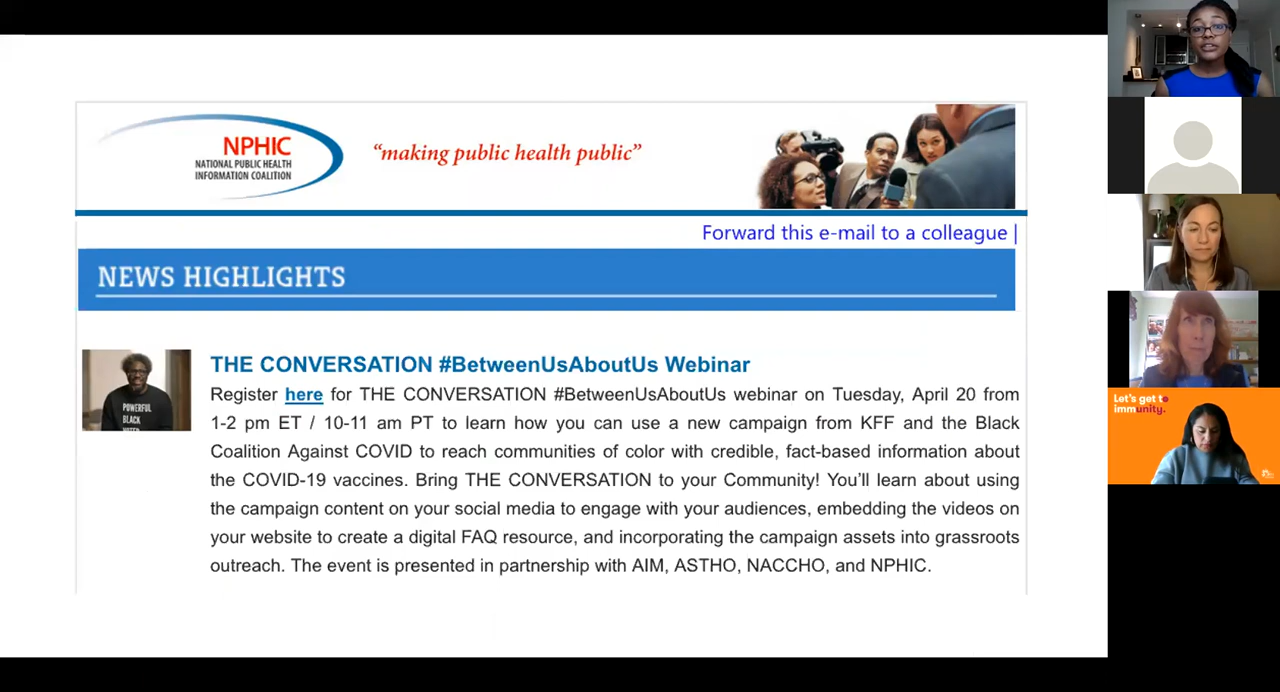 NPHIC
NATIONAL PUBLIC HEALTH
INFORMATION COALITION
“making public health public”
Forward this e-mail to a colleague |
NEWS HIGHLIGHTS
POWERFUL
BLACK
THE CONVERSATION #BetweenUsAboutUs Webinar
Register here for THE CONVERSATION #BetweenUsAboutUs webinar on Tuesday, April 20 from
1-2 pm ET / 10-11 am PT to learn how you can use a new campaign from KFF and the Black
Coalition Against COVID to reach communities of color with credible, fact-based information about
the COVID-19 vaccines. Bring THE CONVERSATION to your Community! You’ll learn about using
the campaign content on your social media to engage with your audiences, embedding the videos on
your website to create a digital FAQ resource, and incorporating the campaign assets into grassroots
outreach. The event is presented in partnership with AIM, ASTHO, NACCHO, and NPHIC.
Let's get to
immunity.